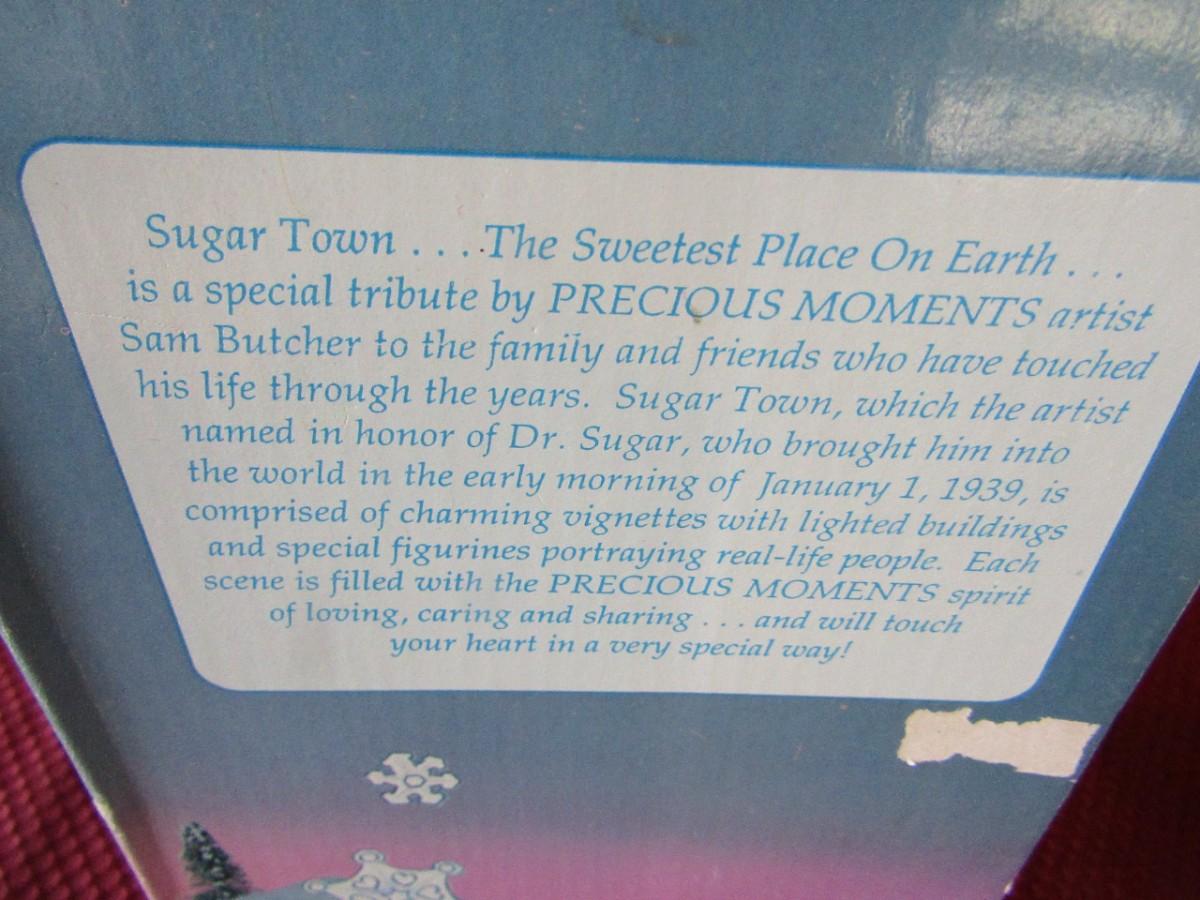 Sugar Town . . . The Sweetest Place On Earth . . .
is a special tribute by PRECIOUS MOMENTS artist
Sam Butcher to the family and friends who have touched
his life through the years. Sugar Town, which the artist
named in honor of Dr. Sugar, who brought him into
the world in the early morning of January 1, 1939, is
comprised of charming vignettes with lighted buildings
and special figurines portraying real-life people. Each
scene is filled with the PRECIOUS MOMENTS spirit
of loving, caring and sharing . . . and will touch
your heart in a very special way!